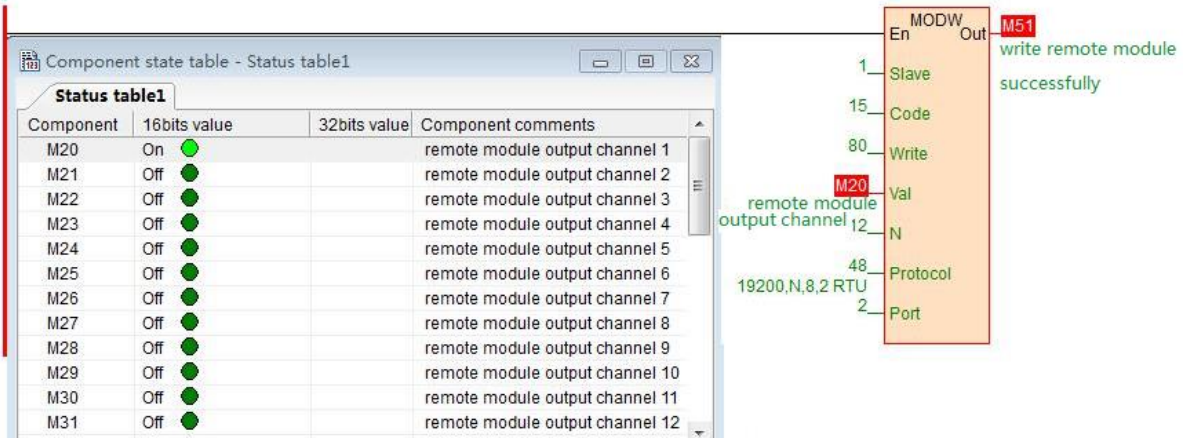 Component state table - Status table1
Status table1
Component 16bits value 32bits value Component comments
M20 On remote module output channel 1
M21 Off remote module output channel 2
M22 Off remote module output channel 3
M23 Off remote module output channel 4
M24 Off remote module output channel 5
M25 Off remote module output channel 6
M26 Off remote module output channel 7
M27 Off remote module output channel 8
M28 Off remote module output channel 9
M29 Off remote module output channel 10
M30 Off remote module output channel 11
M31 Off remote module output channel 12
MODW
En Out M51
write remote module
successfully
1 Slave
15 Code
80 Write
M20 Val
remote module
output channel
12 N
48 Protocol
19200,N,8,2 RTU
2 Port